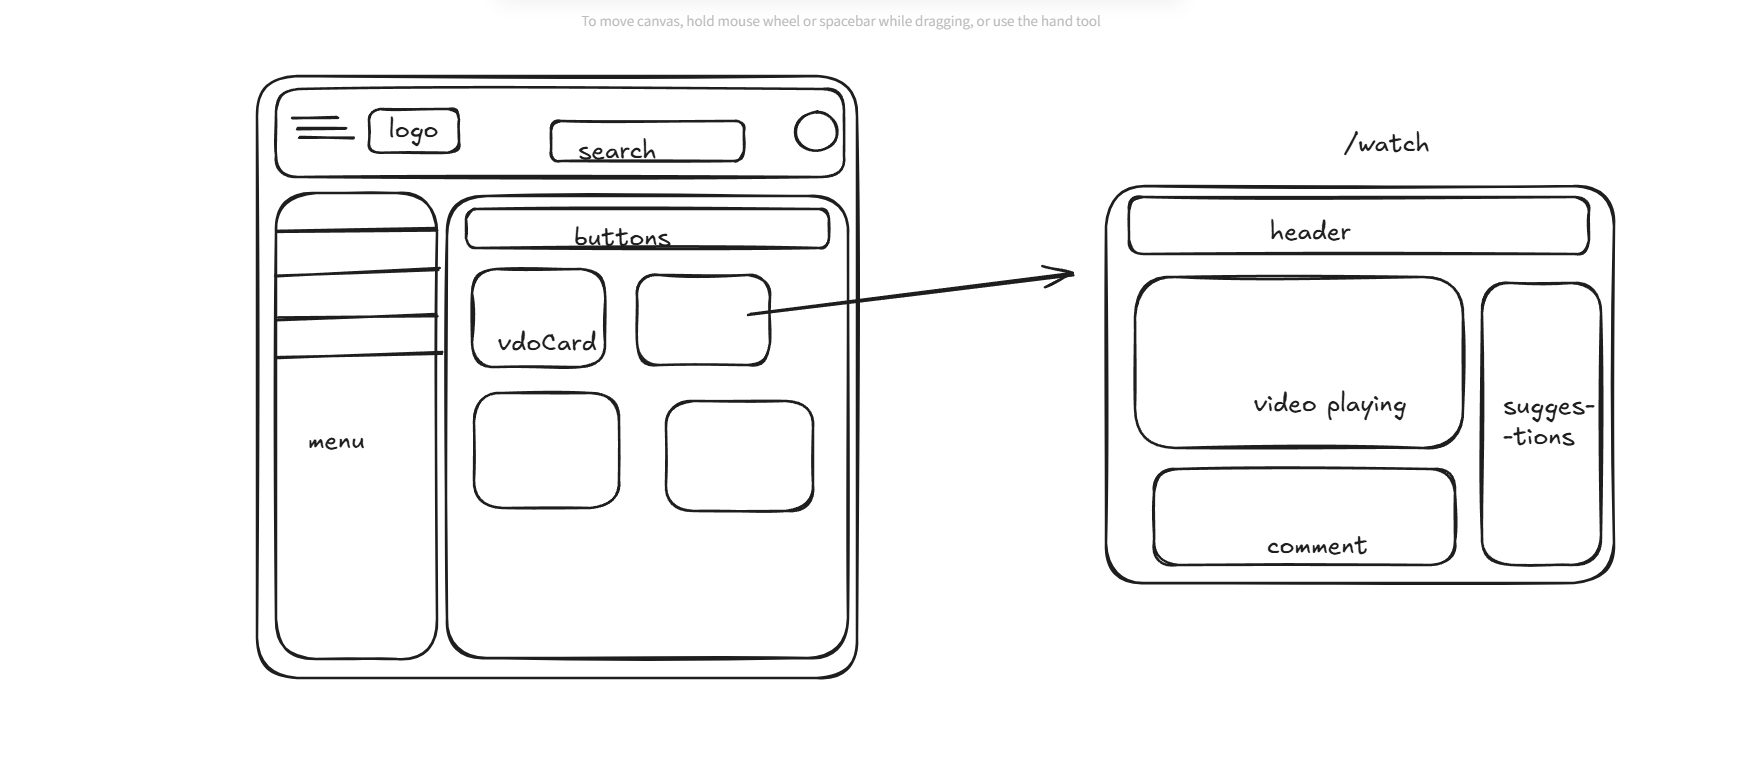 To move canvas, hold mouse wheel or spacebar while dragging, or use the hand tool
logo
search
buttons
vdoCard
menu
/watch
header
video playing
sugges-
-tions
comment